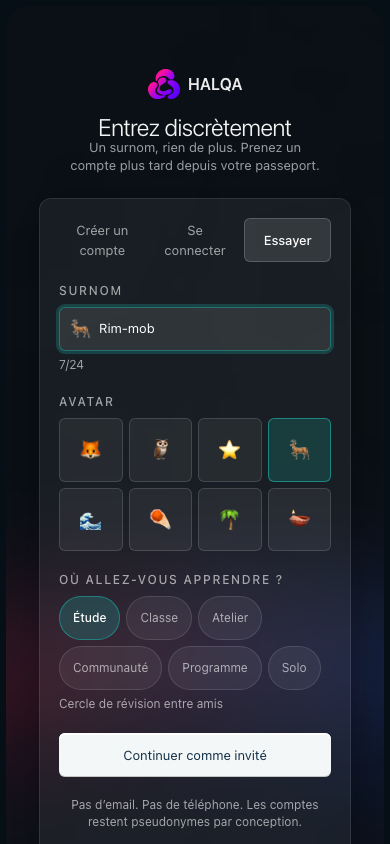 HALQA
Entrez discrètement
Un surnom, rien de plus. Prenez un
compte plus tard depuis votre passeport.
Créer un
compte
Se
connecter
Essayer
SURNOM
Rim-mob
7/24
AVATAR
OÙ ALLEZ-VOUS APPRENDRE ?
Étude
Classe
Atelier
Communauté
Programme
Solo
Cercle de révision entre amis
Continuer comme invité
Pas d’email. Pas de téléphone. Les comptes
restent pseudonymes par conception.